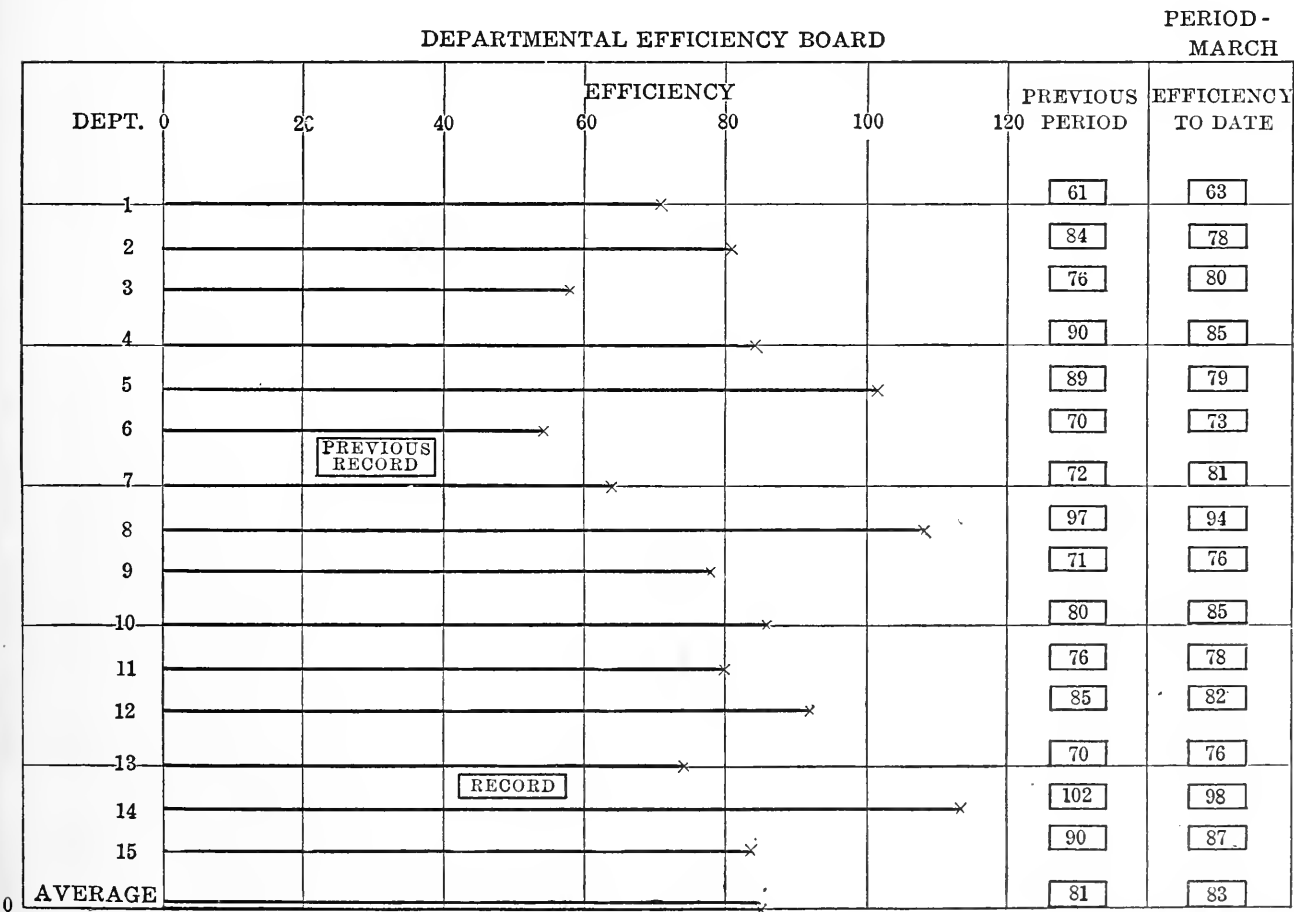 PERIOD -
MARCH
DEPARTMENTAL EFFICIENCY BOARD
EFFICIENCY
PREVIOUS PERIOD
EFFICIENCY TO DATE
DEPT. 0 20 40 60 80 100 120
1 61 63
2 84 78
3 76 80
4 90 85
5 89 79
6 70 73
PREVIOUS
RECORD
7 72 81
8 97 94
9 71 76
10 80 85
11 76 78
12 85 82
13 70 76
RECORD
14 102 98
15 90 87
0 AVERAGE 81 83